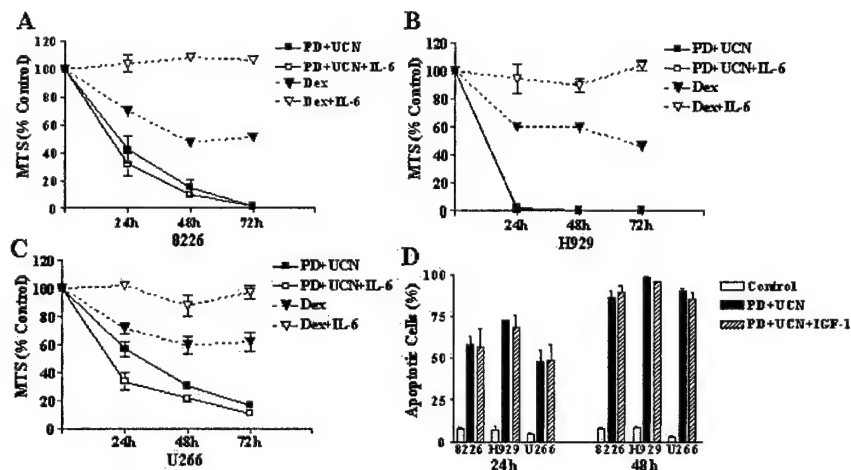 A
MTS (% Control)
120
100
80
60
40
20
0
24h
48h
72h
8226
PD+UCN
PD+UCN+IL-6
Dex
Dex+IL-6
B
MTS (% Control)
120
100
80
60
40
20
0
24h
48h
72h
H929
PD+UCN
PD+UCN+IL-6
Dex
Dex+IL-6
C
MTS (% Control)
120
100
80
60
40
20
0
24h
48h
72h
U266
PD+UCN
PD+UCN+IL-6
Dex
Dex+IL-6
D
Apoptotic Cells (%)
100
75
50
25
0
8226 H929 U266
24h
8226 H929 U266
48h
Control
PD+UCN
PD+UCN+IGF-1